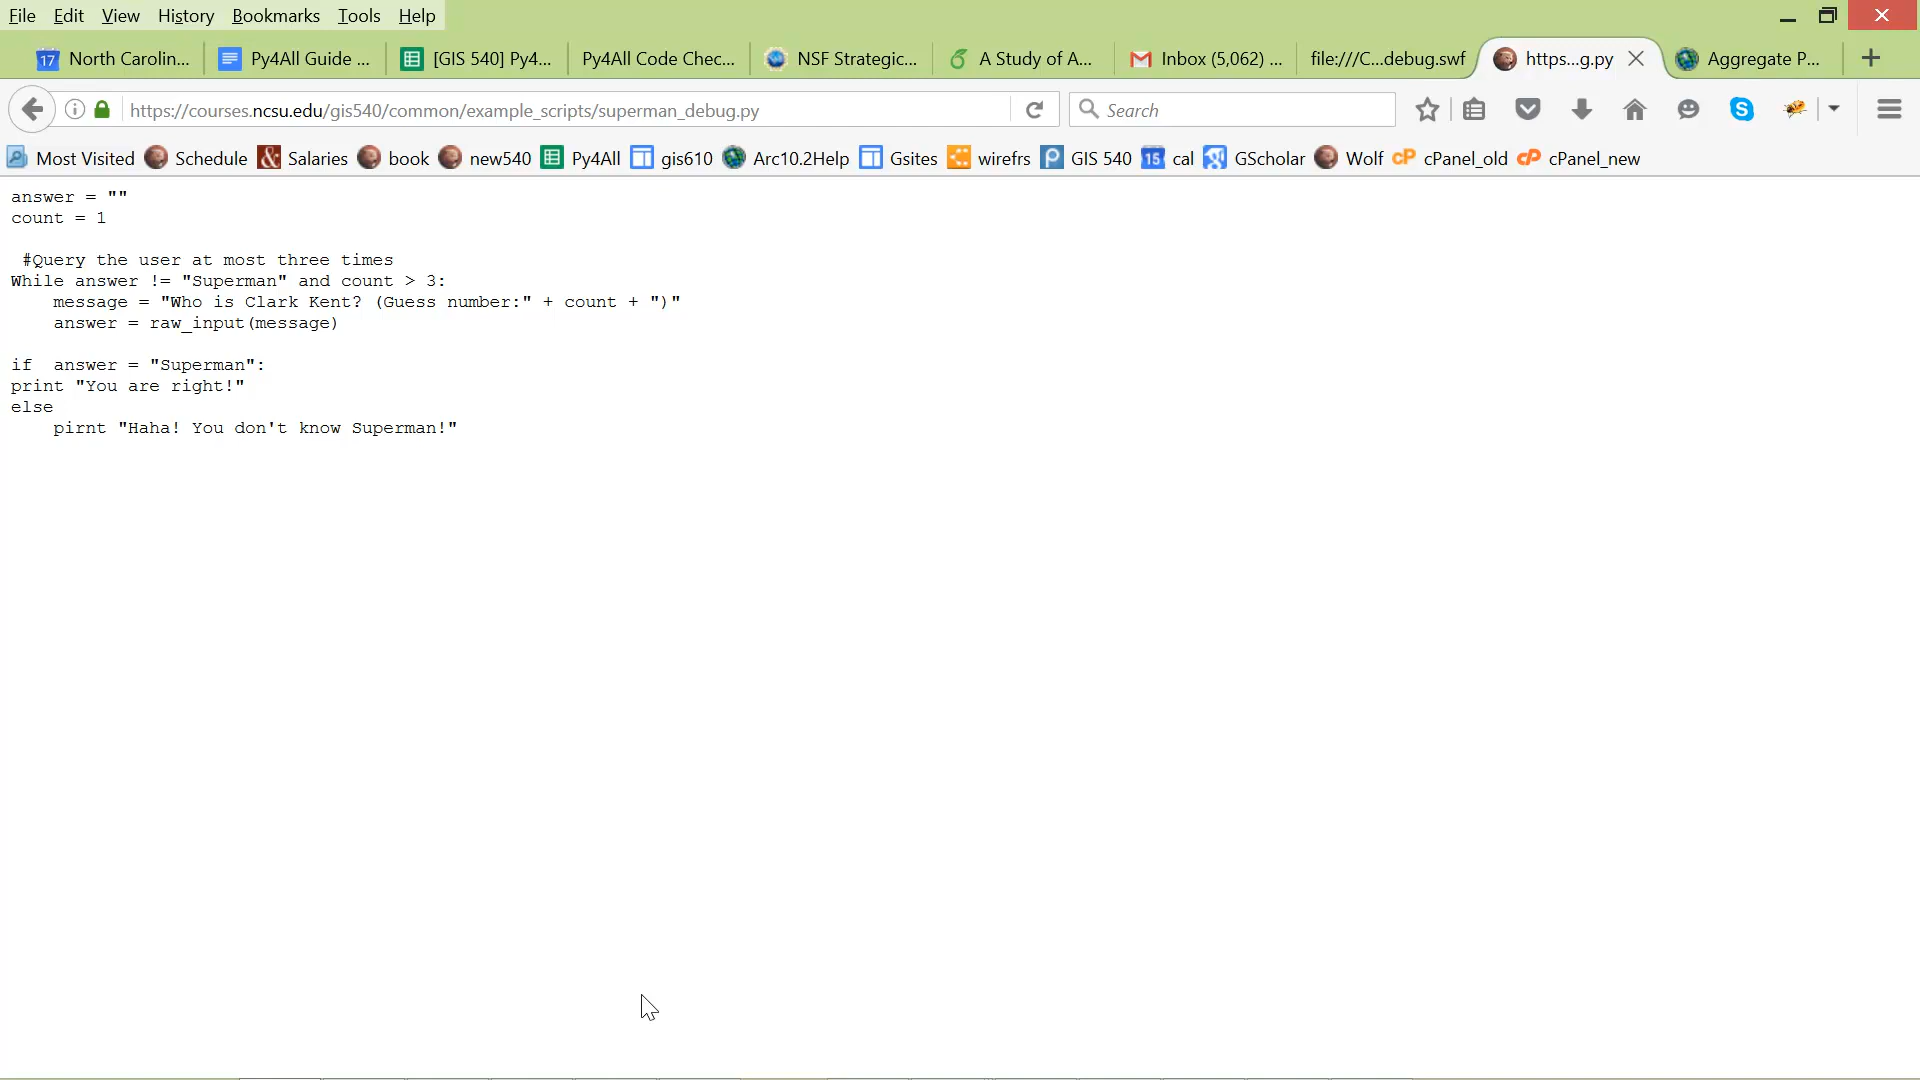 File Edit View History Bookmarks Tools Help
17 North Carolin... Py4All Guide ... [GIS 540] Py4... Py4All Code Chec... NSF Strategic... A Study of A... Inbox (5,062) ... file:///C...debug.swf https...g.py Aggregate P...
https://courses.ncsu.edu/gis540/common/example_scripts/superman_debug.py Search
Most Visited Schedule Salaries book new540 Py4All gis610 Arc10.2Help Gsites wirefrs GIS 540 15 cal GScholar Wolf cP cPanel_old cP cPanel_new
answer = ""
count = 1
#Query the user at most three times
While answer != "Superman" and count > 3:
message = "Who is Clark Kent? (Guess number:" + count + ")"
answer = raw_input(message)
if  answer = "Superman":
print "You are right!"
else
pirnt "Haha! You don't know Superman!"